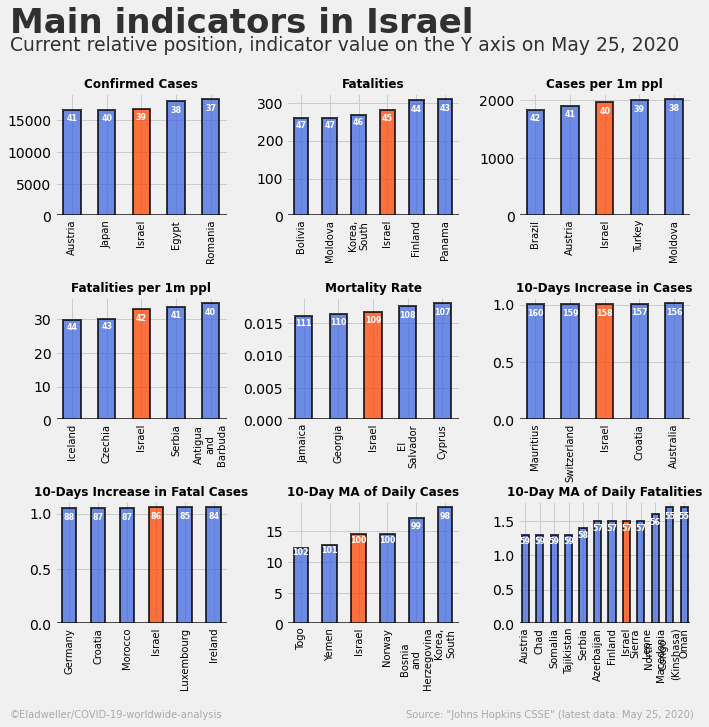 Main indicators in Israel
Current relative position, indicator value on the Y axis on May 25, 2020
Confirmed Cases
15000
10000
5000
0
41
40
39
38
37
Austria
Japan
Israel
Egypt
Romania
Fatalities
300
200
100
0
47
47
46
45
44
43
Bolivia
Moldova
Korea,
South
Israel
Finland
Panama
Cases per 1m ppl
2000
1000
0
42
41
40
39
38
Brazil
Austria
Israel
Turkey
Moldova
Fatalities per 1m ppl
30
20
10
0
44
43
42
41
40
Iceland
Czechia
Israel
Serbia
Antigua
and
Barbuda
Mortality Rate
0.015
0.010
0.005
0.000
111
110
109
108
107
Jamaica
Georgia
Israel
El
Salvador
Cyprus
10-Days Increase in Cases
1.0
0.5
0.0
160
159
158
157
156
Mauritius
Switzerland
Israel
Croatia
Australia
10-Days Increase in Fatal Cases
1.0
0.5
0.0
88
87
87
86
85
84
Germany
Croatia
Morocco
Israel
Luxembourg
Ireland
10-Day MA of Daily Cases
15
10
5
0
102
101
100
100
99
98
Togo
Yemen
Israel
Norway
Bosnia
and
Herzegovina
Korea,
South
10-Day MA of Daily Fatalities
1.5
1.0
0.5
0.0
59
59
59
59
58
57
57
57
57
56
55
55
Austria
Chad
Somalia
Tajikistan
Serbia
Azerbaijan
Finland
Israel
Sierra
Leone
North
Macedonia
Congo
(Kinshasa)
Oman
©Eladweller/COVID-19-worldwide-analysis
Source: "Johns Hopkins CSSE" (latest data: May 25, 2020)